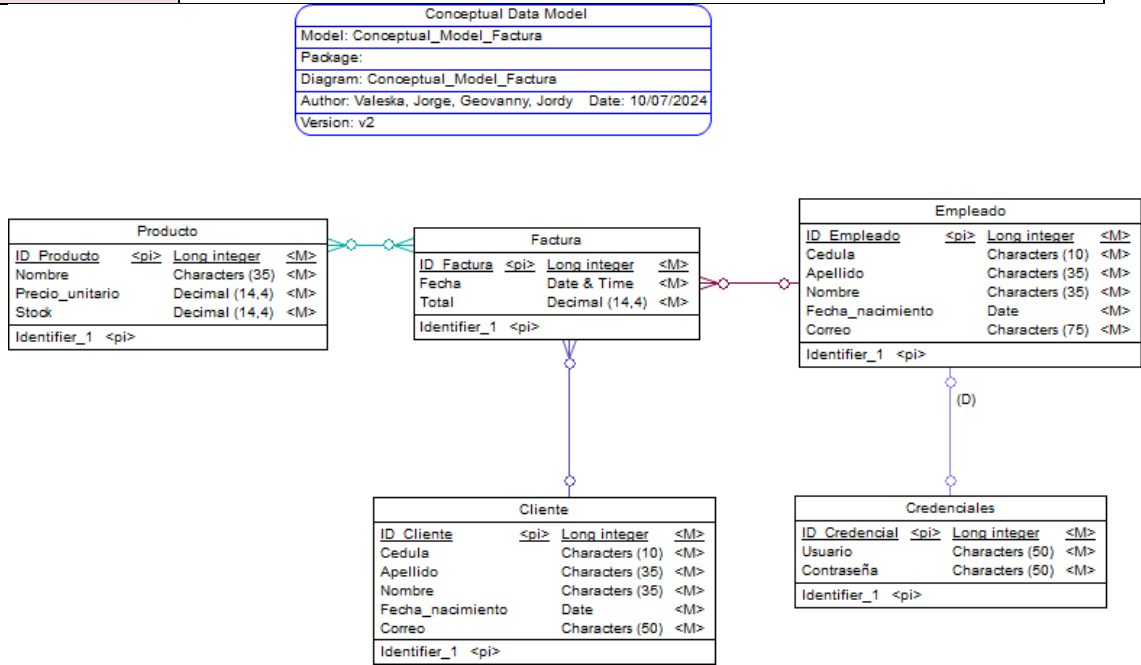 Conceptual Data Model
Model: Conceptual_Model_Factura
Package:
Diagram: Conceptual_Model_Factura
Author: Valeska, Jorge, Geovanny, Jordy Date: 10/07/2024
Version: v2
Producto
ID_Producto <pi> Long integer <M>
Nombre Characters (35) <M>
Precio_unitario Decimal (14,4) <M>
Stock Decimal (14,4) <M>
Identifier_1 <pi>
Factura
ID_Factura <pi> Long integer <M>
Fecha Date & Time <M>
Total Decimal (14,4) <M>
Identifier_1 <pi>
Empleado
ID_Empleado <pi> Long integer <M>
Cedula Characters (10) <M>
Apellido Characters (35) <M>
Nombre Characters (35) <M>
Fecha_nacimiento Date <M>
Correo Characters (75) <M>
Identifier_1 <pi>
(D)
Cliente
ID_Cliente <pi> Long integer <M>
Cedula Characters (10) <M>
Apellido Characters (35) <M>
Nombre Characters (35) <M>
Fecha_nacimiento Date <M>
Correo Characters (50) <M>
Identifier_1 <pi>
Credenciales
ID_Credencial <pi> Long integer <M>
Usuario Characters (50) <M>
Contraseña Characters (50) <M>
Identifier_1 <pi>